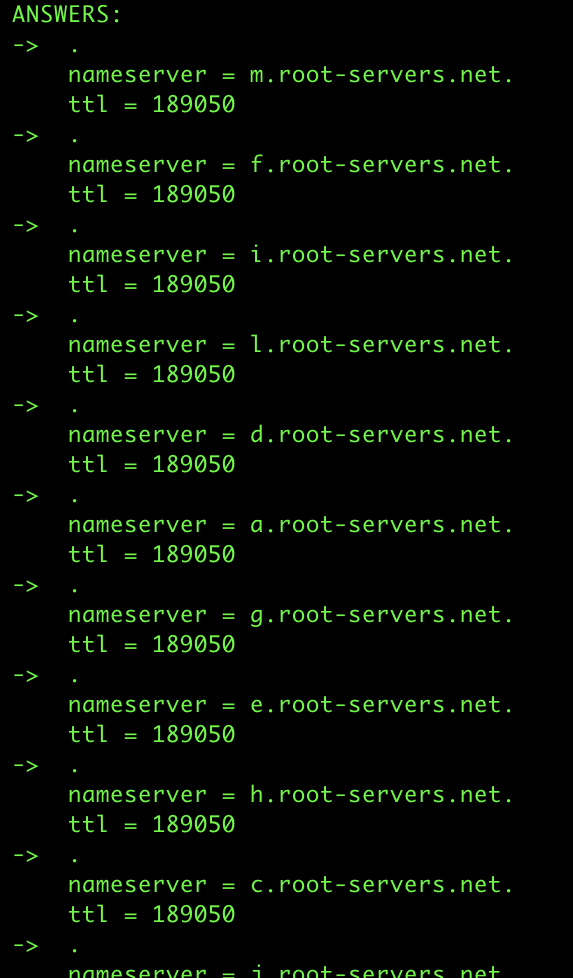 ANSWERS:
-> .
nameserver = m.root-servers.net.
ttl = 189050
-> .
nameserver = f.root-servers.net.
ttl = 189050
-> .
nameserver = i.root-servers.net.
ttl = 189050
-> .
nameserver = l.root-servers.net.
ttl = 189050
-> .
nameserver = d.root-servers.net.
ttl = 189050
-> .
nameserver = a.root-servers.net.
ttl = 189050
-> .
nameserver = g.root-servers.net.
ttl = 189050
-> .
nameserver = e.root-servers.net.
ttl = 189050
-> .
nameserver = h.root-servers.net.
ttl = 189050
-> .
nameserver = c.root-servers.net.
ttl = 189050
-> .
nameserver =